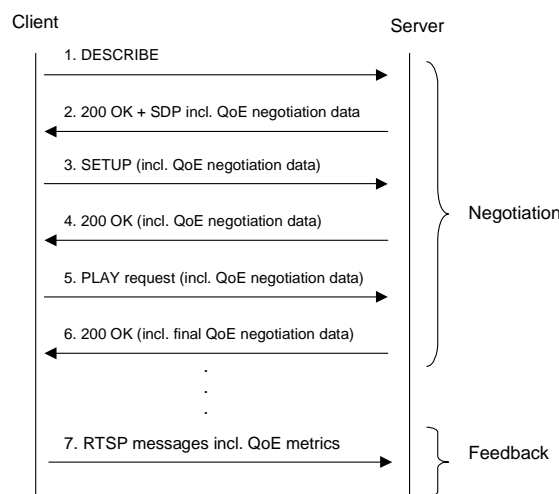 Client
Server
1. DESCRIBE
2. 200 OK + SDP incl. QoE negotiation data
3. SETUP (incl. QoE negotiation data)
4. 200 OK (incl. QoE negotiation data)
Negotiation
5. PLAY request (incl. QoE negotiation data)
6. 200 OK (incl. final QoE negotiation data)
.
.
.
7. RTSP messages incl. QoE metrics
Feedback